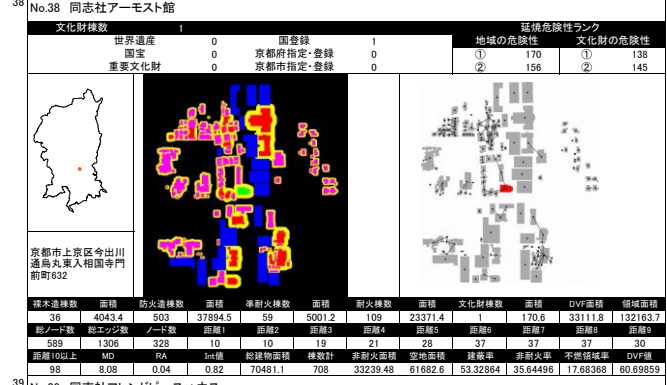 38 No.38 同志社アーモスト館
文化財棟数 1 延焼危険性ランク
世界遺産 0 国登録 1 地域の危険性 文化財の危険性
国宝 0 京都府指定・登録 0 ① 170 ① 138
重要文化財 0 京都市指定・登録 0 ② 156 ② 145
京都市上京区今出川
通烏丸東入相国寺門
前町632
裸木造棟数 面積 防火造棟数 面積 準耐火棟数 面積 耐火棟数 面積 文化財棟数 面積 DVF面積 領域面積
36 4043.4 503 37894.5 59 5001.2 109 23371.4 1 170.6 33111.8 132163.7
総ノード数 総エッジ数 ノード数 距離1 距離2 距離3 距離4 距離5 距離6 距離7 距離8 距離9
589 1306 328 10 10 19 21 28 37 37 37 30
距離10以上 MD RA Int値 総建物面積 棟数計 非耐火面積 空地面積 建蔽率 非耐火率 不燃領域率 DVF値
98 8.08 0.04 0.82 70481.1 708 33239.48 61682.6 53.32864 35.64496 17.68368 60.69859
39